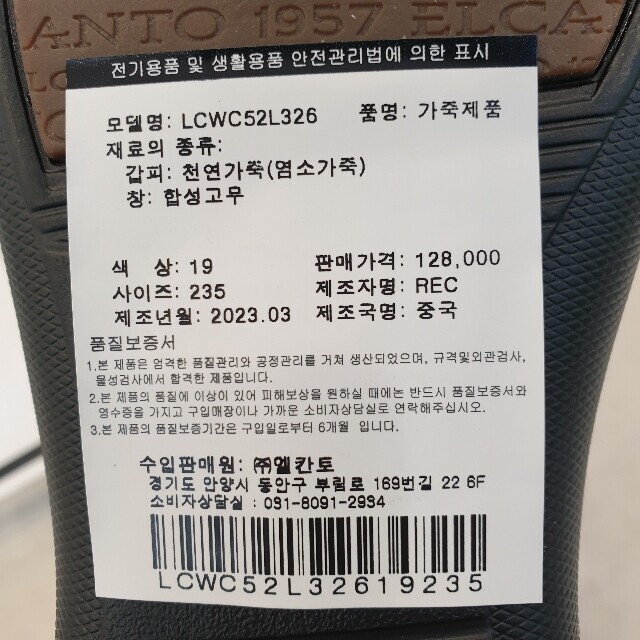 ANTO 1957 ELCA
전기용품 및 생활용품 안전관리법에 의한 표시
모델명: LCWC52L326 품명: 가죽제품
재료의 종류:
갑피: 천연가죽(염소가죽)
창: 합성고무
색 상: 19 판매가격: 128,000
사이즈: 235 제조자명: REC
제조년월: 2023.03 제조국명: 중국
품질보증서
1.본 제품은 엄격한 품질관리와 공정관리를 거쳐 생산되었으며, 규격및외관검사,
물성검사에서 합격한 제품입니다.
2.본 제품의 품질에 이상이 있어 피해보상을 원하실 때에는 반드시 품질보증서와
영수증을 가지고 구입매장이나 가까운 소비자상담실로 연락해주십시오.
3.본 제품의 품질보증기간은 구입일로부터 6개월 입니다.
수입판매원: ㈜엘칸토
경기도 안양시 동안구 부림로 169번길 22 6F
소비자상담실 : 031-8091-2934
LCWC52L32619235